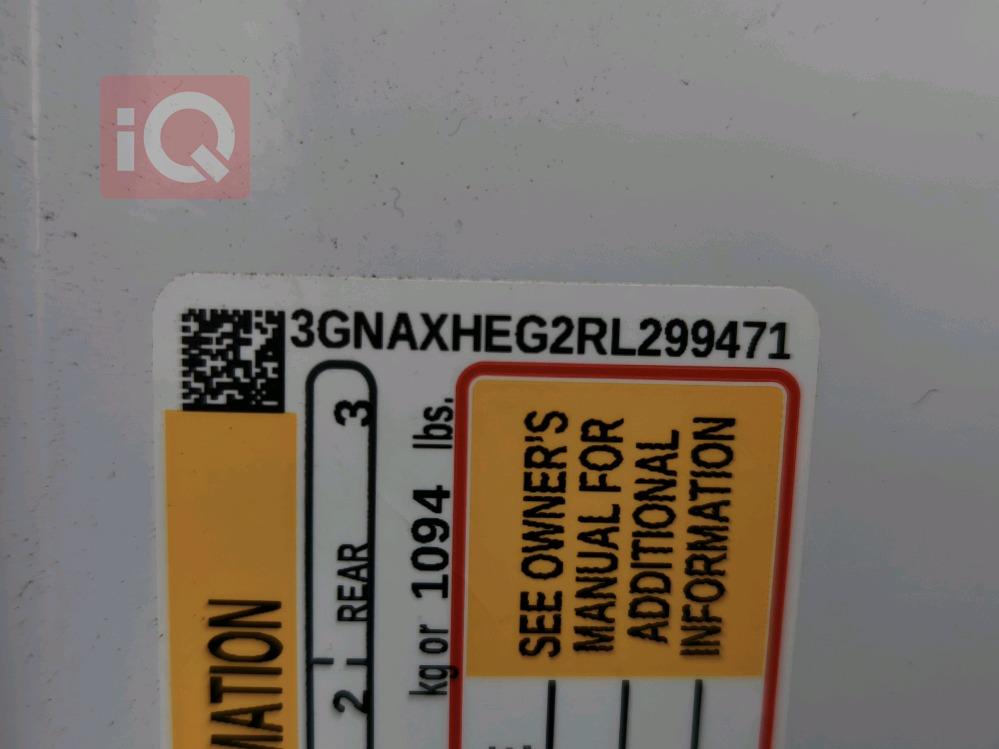 iQ
3GNAXHEG2RL299471
MATION
2 REAR 3
kg or 1094 lbs.
SEE OWNER'S
MANUAL FOR
ADDITIONAL
INFORMATION